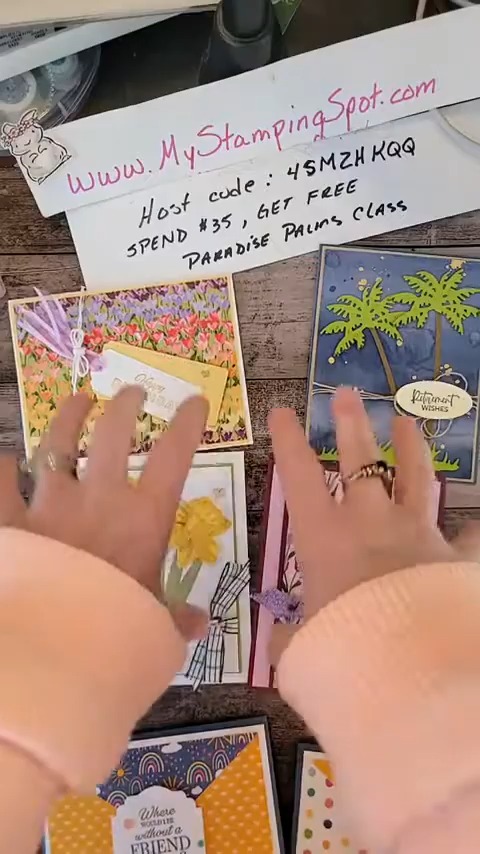 www.MyStampingSpot.com
Host code: 4SMZHKQQ
SPEND $35, GET FREE
PARADISE PALMS CLASS
Happy
Retirement
WISHES
Where
WOULD I BE
without a
FRIEND